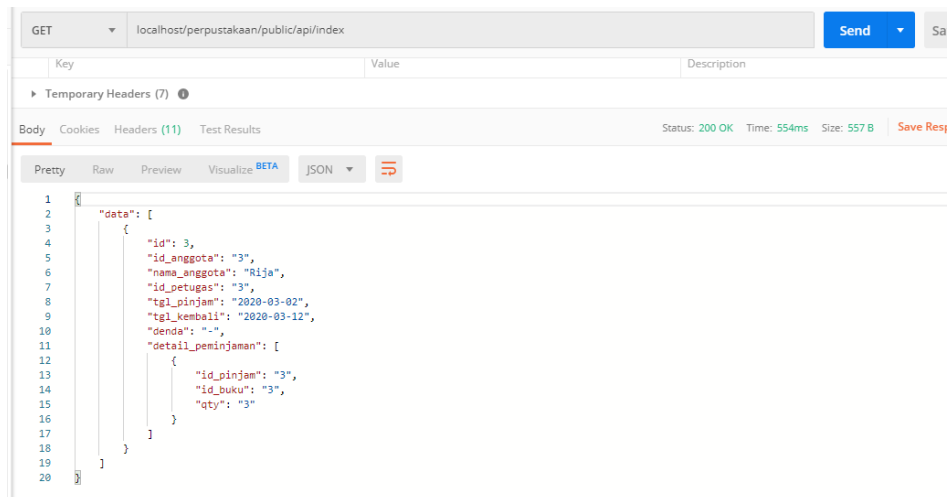 GET localhost/perpustakaan/public/api/index Send
Key Value Description
Temporary Headers (7)
Body Cookies Headers (11) Test Results Status: 200 OK Time: 554ms Size: 557 B Save Resp
Pretty Raw Preview Visualize BETA JSON
1 {
2 "data": [
3 {
4 "id": 3,
5 "id_anggota": "3",
6 "nama_anggota": "Rija",
7 "id_petugas": "3",
8 "tgl_pinjam": "2020-03-02",
9 "tgl_kembali": "2020-03-12",
10 "denda": "-",
11 "detail_peminjaman": [
12 {
13 "id_pinjam": "3",
14 "id_buku": "3",
15 "qty": "3"
16 }
17 ]
18 }
19 ]
20 }